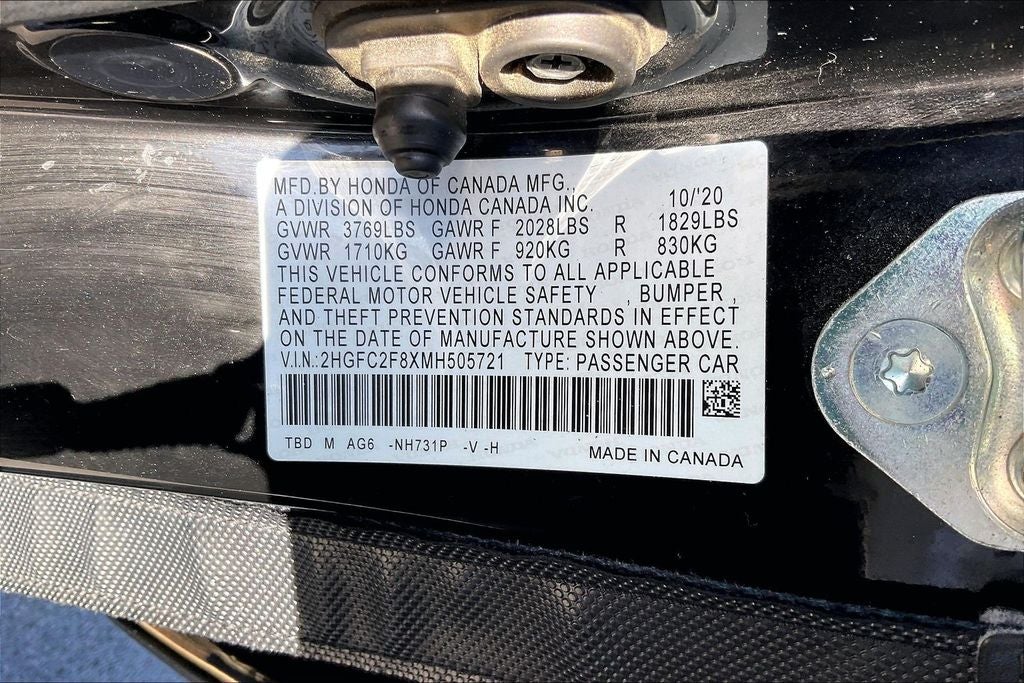 MFD.BY HONDA OF CANADA MFG.,
A DIVISION OF HONDA CANADA INC. 10/'20
GVWR 3769LBS GAWR F 2028LBS R 1829LBS
GVWR 1710KG GAWR F 920KG R 830KG
THIS VEHICLE CONFORMS TO ALL APPLICABLE
FEDERAL MOTOR VEHICLE SAFETY , BUMPER ,
AND THEFT PREVENTION STANDARDS IN EFFECT
ON THE DATE OF MANUFACTURE SHOWN ABOVE.
V.I.N.:2HGFC2F8XMH505721 TYPE: PASSENGER CAR
TBD M AG6 -NH731P -V -H
MADE IN CANADA